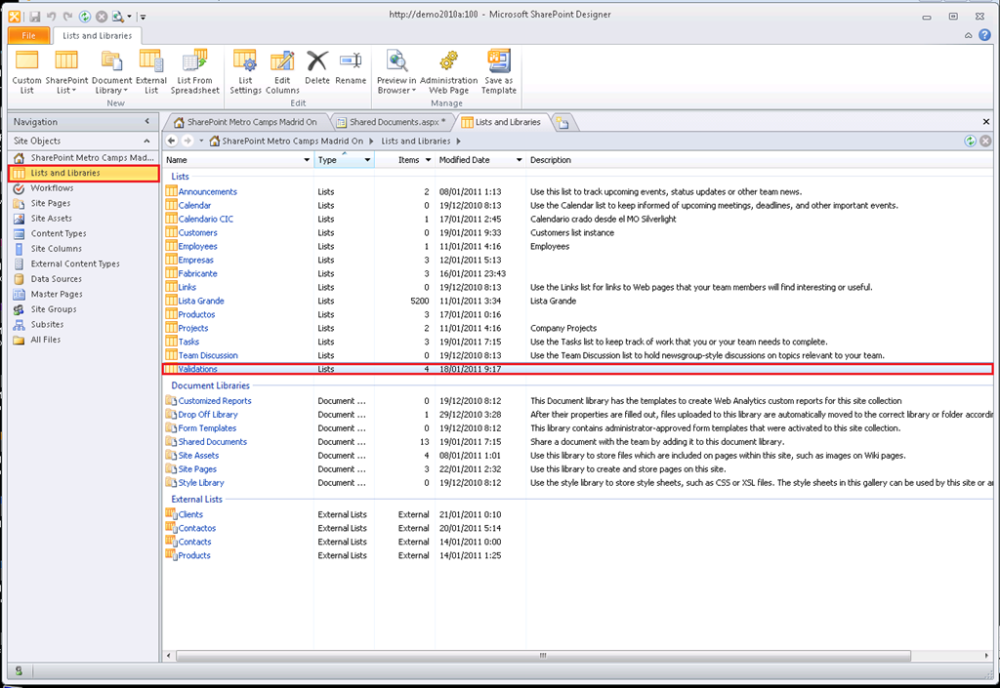 http://demo2010a:100 - Microsoft SharePoint Designer
File Lists and Libraries
Custom List SharePoint List Document Library External List List From Spreadsheet List Settings Edit Columns Delete Rename Preview in Browser Administration Web Page Save as Template
New Edit Manage
Navigation SharePoint Metro Camps Madrid On Shared Documents.aspx * Lists and Libraries
Site Objects SharePoint Metro Camps Madrid On Lists and Libraries
SharePoint Metro Camps Mad...
Lists and Libraries
Workflows
Site Pages
Site Assets
Content Types
Site Columns
External Content Types
Data Sources
Master Pages
Site Groups
Subsites
All Files
Name Type Items Modified Date Description
Lists
Announcements Lists 2 08/01/2011 1:13 Use this list to track upcoming events, status updates or other team news.
Calendar Lists 0 19/12/2010 8:13 Use the Calendar list to keep informed of upcoming meetings, deadlines, and other important events.
Calendario CIC Lists 1 17/01/2011 2:45 Calendario crado desde el MO Silverlight
Customers Lists 0 19/01/2011 9:33 Customers list instance
Employees Lists 1 11/01/2011 4:16 Employees
Empresas Lists 3 12/01/2011 5:13
Fabricante Lists 3 16/01/2011 23:43
Links Lists 0 19/12/2010 8:13 Use the Links list for links to Web pages that your team members will find interesting or useful.
Lista Grande Lists 5200 11/01/2011 3:34 Lista Grande
Productos Lists 3 17/01/2011 0:16
Projects Lists 2 11/01/2011 4:16 Company Projects
Tasks Lists 3 19/01/2011 7:15 Use the Tasks list to keep track of work that you or your team needs to complete.
Team Discussion Lists 0 19/12/2010 8:13 Use the Team Discussion list to hold newsgroup-style discussions on topics relevant to your team.
Validations Lists 4 18/01/2011 9:17
Document Libraries
Customized Reports Document ... 0 19/12/2010 8:12 This Document library has the templates to create Web Analytics custom reports for this site collection
Drop Off Library Document ... 1 29/12/2010 3:28 After their properties are filled out, files uploaded to this library are automatically moved to the correct library or folder accordin
Form Templates Document ... 0 19/12/2010 8:12 This library contains administrator-approved form templates that were activated to this site collection.
Shared Documents Document ... 13 19/01/2011 7:15 Share a document with the team by adding it to this document library.
Site Assets Document ... 4 08/01/2011 1:01 Use this library to store files which are included on pages within this site, such as images on Wiki pages.
Site Pages Document ... 3 22/01/2011 2:32 Use this library to create and store pages on this site.
Style Library Document ... 0 19/12/2010 8:12 Use the style library to store style sheets, such as CSS or XSL files. The style sheets in this gallery can be used by this site or a
External Lists
Clients External Lists External 21/01/2011 0:10
Contactos External Lists External 20/01/2011 5:14
Contacts External Lists External 14/01/2011 0:00
Products External Lists External 14/01/2011 1:25